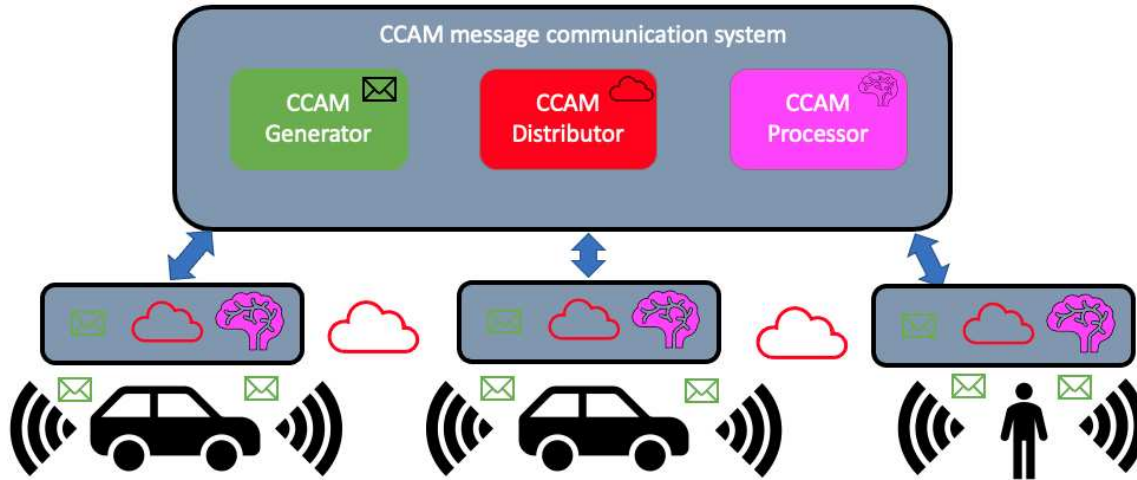 CCAM message communication system
CCAM
Generator
CCAM
Distributor
CCAM
Processor